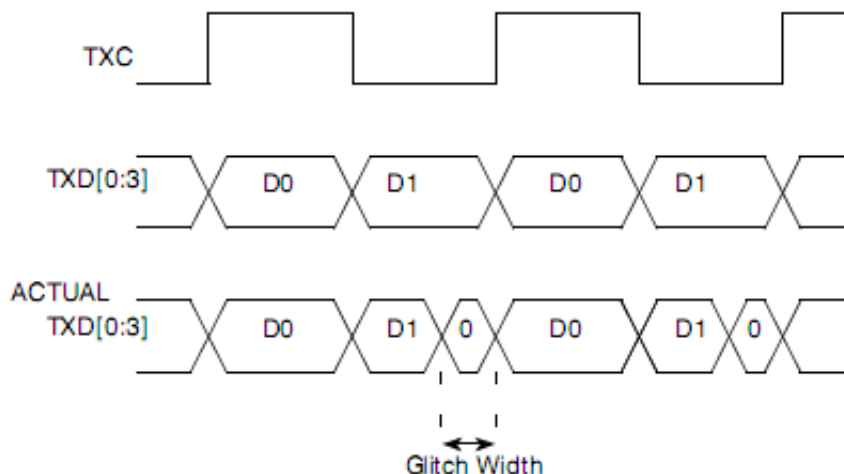 TXC
TXD[0:3] D0 D1 D0 D1
ACTUAL
TXD[0:3] D0 D1 0 D0 D1 0
Glitch Width